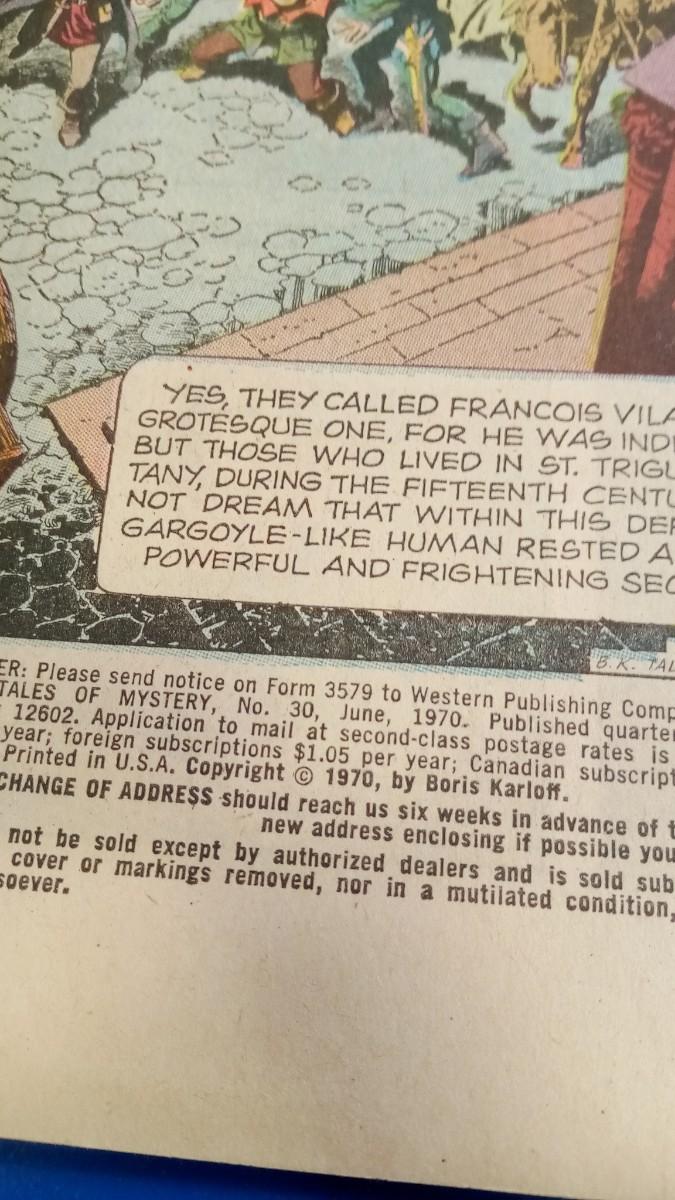 YES, THEY CALLED FRANCOIS VILA
GROTESQUE ONE, FOR HE WAS IND
BUT THOSE WHO LIVED IN ST. TRIGU
TANY, DURING THE FIFTEENTH CENTU
NOT DREAM THAT WITHIN THIS DEF
GARGOYLE-LIKE HUMAN RESTED A
POWERFUL AND FRIGHTENING SEC
B.K. TAL
ER: Please send notice on Form 3579 to Western Publishing Comp
TALES OF MYSTERY, No. 30, June, 1970. Published quarter
12602. Application to mail at second-class postage rates is
year; foreign subscriptions $1.05 per year; Canadian subscript
Printed in U.S.A. Copyright © 1970, by Boris Karloff.
CHANGE OF ADDRESS should reach us six weeks in advance of t
new address enclosing if possible you
not be sold except by authorized dealers and is sold sub
cover or markings removed, nor in a mutilated condition,
soever.